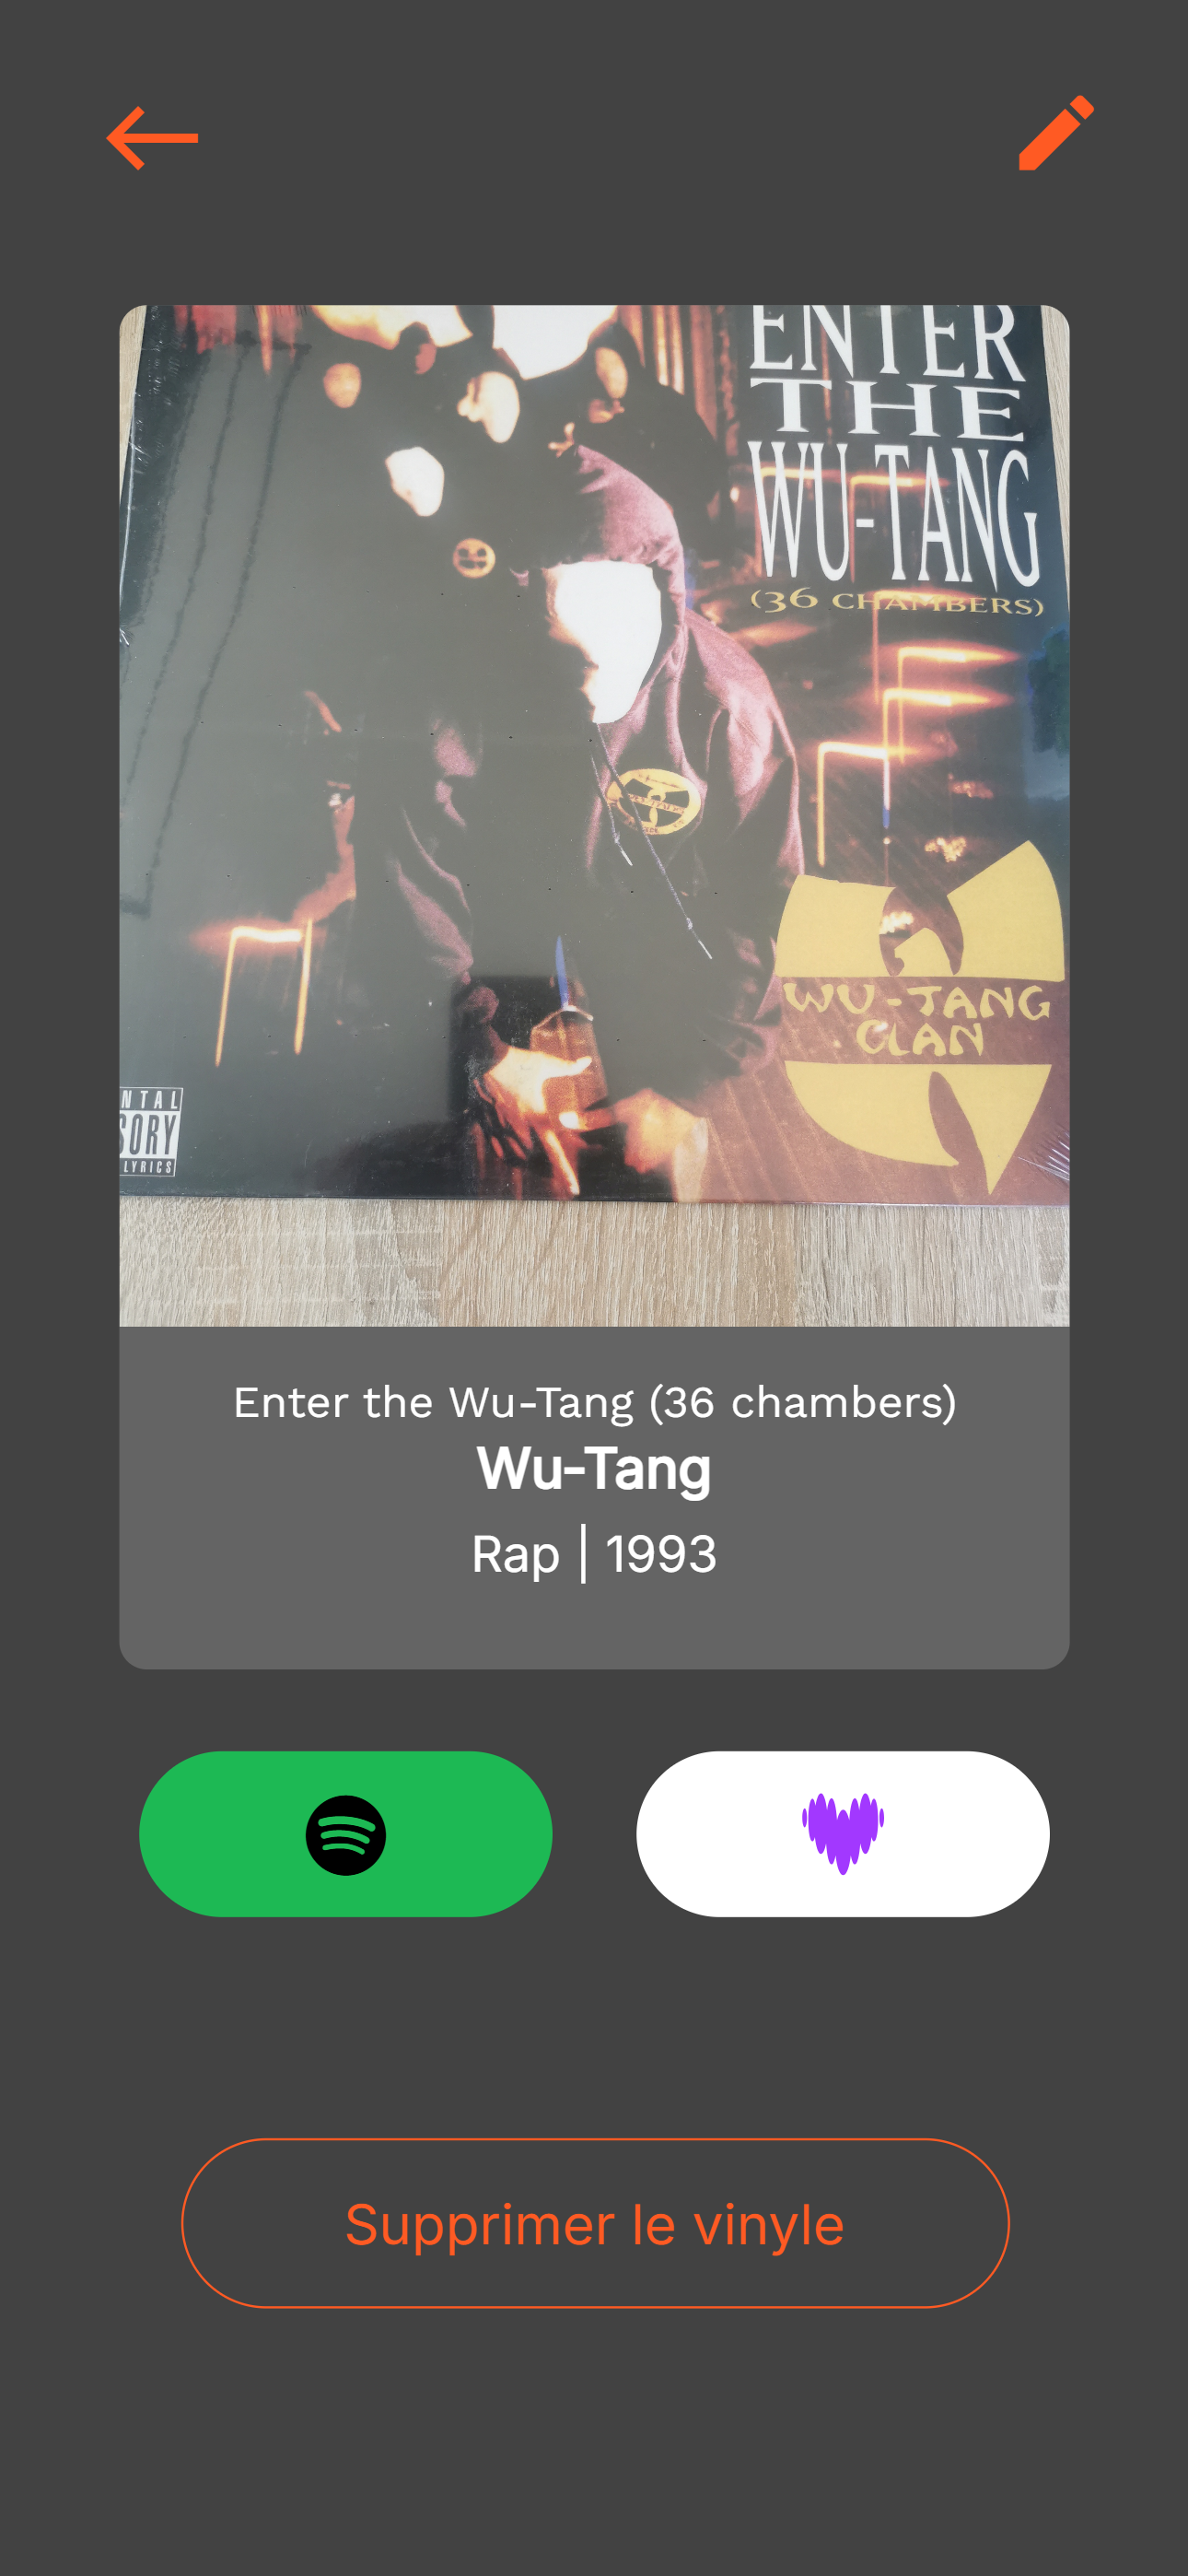 ENTER
THE
WU-TANG
(36 CHAMBERS)
WU-TANG
CLAN
NTAL
SORY
LYRICS
Enter the Wu-Tang (36 chambers)
Wu-Tang
Rap | 1993
Supprimer le vinyle